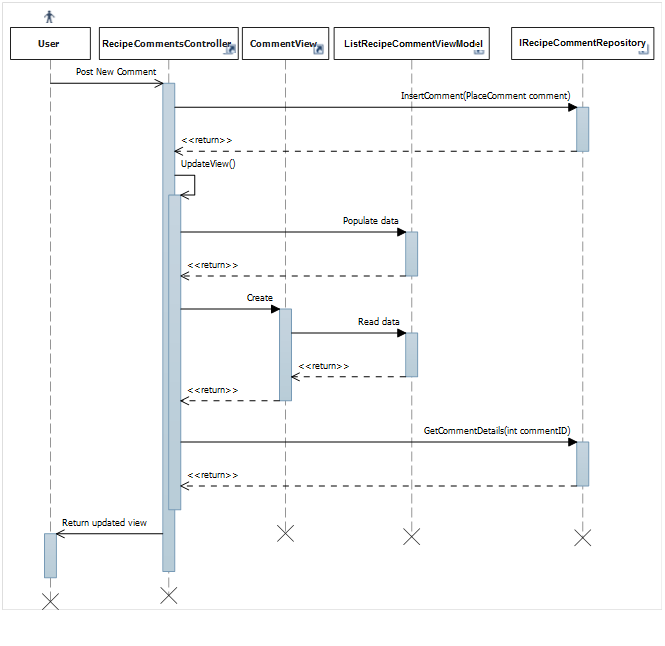 User
RecipeCommentsController
CommentView
ListRecipeCommentViewModel
IRecipeCommentRepository
Post New Comment
InsertComment(PlaceComment comment)
<<return>>
UpdateView()
Populate data
<<return>>
Create
Read data
<<return>>
<<return>>
GetCommentDetails(int commentID)
<<return>>
Return updated view